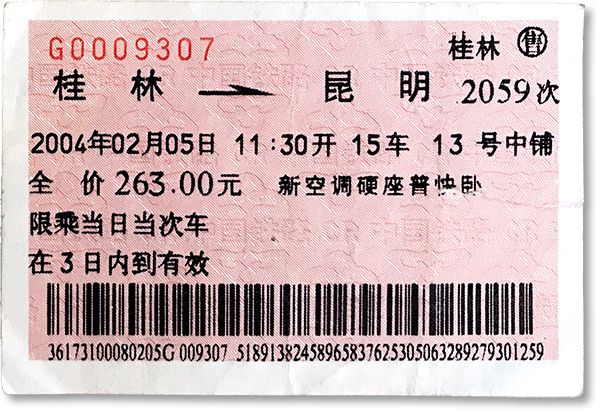 G0009307 桂林 售
桂林 昆明 2059次
2004年02月05日 11:30开 15车 13号中铺
全 价 263.00元 新空调硬座普快卧
限乘当日当次车
在3日内到有效
36173100080205G 009307 51891382458965837625305063289279301259